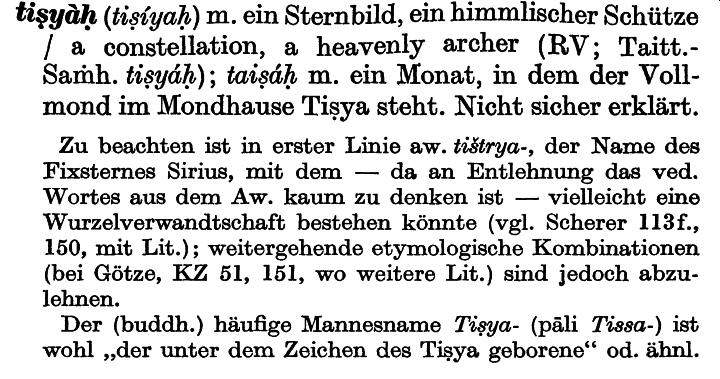 tiṣyàḥ (tiṣíyaḥ) m. ein Sternbild, ein himmlischer Schütze
/ a constellation, a heavenly archer (RV; Taitt.-
Saṁh. tiṣyáḥ); taiṣáḥ m. ein Monat, in dem der Voll-
mond im Mondhause Tiṣya steht. Nicht sicher erklärt.
Zu beachten ist in erster Linie aw. tištrya-, der Name des
Fixsternes Sirius, mit dem — da an Entlehnung das ved.
Wortes aus dem Aw. kaum zu denken ist — vielleicht eine
Wurzelverwandtschaft bestehen könnte (vgl. Scherer 113f.,
150, mit Lit.); weitergehende etymologische Kombinationen
(bei Götze, KZ 51, 151, wo weitere Lit.) sind jedoch abzu-
lehnen.
Der (buddh.) häufige Mannesname Tiṣya- (pāli Tissa-) ist
wohl „der unter dem Zeichen des Tiṣya geborene“ od. ähnl.